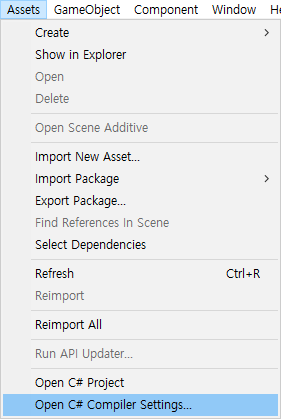 Assets GameObject Component Window He
Create
Show in Explorer
Open
Delete
Open Scene Additive
Import New Asset...
Import Package
Export Package...
Find References In Scene
Select Dependencies
Refresh Ctrl+R
Reimport
Reimport All
Run API Updater...
Open C# Project
Open C# Compiler Settings...